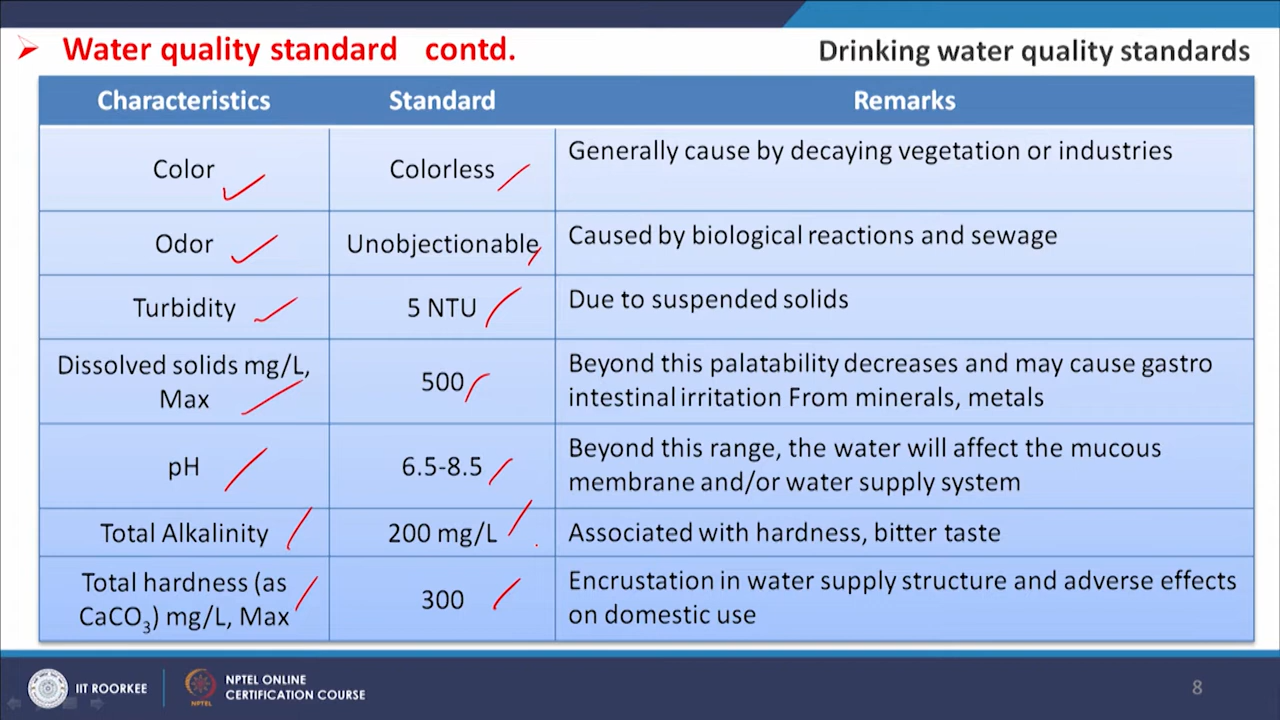 Water quality standard contd.
Drinking water quality standards
Characteristics Standard Remarks
Color Colorless Generally cause by decaying vegetation or industries
Odor Unobjectionable Caused by biological reactions and sewage
Turbidity 5 NTU Due to suspended solids
Dissolved solids mg/L,
Max
500
Beyond this palatability decreases and may cause gastro
intestinal irritation From minerals, metals
pH
6.5-8.5
Beyond this range, the water will affect the mucous
membrane and/or water supply system
Total Alkalinity 200 mg/L Associated with hardness, bitter taste
Total hardness (as
CaCO3) mg/L, Max
300
Encrustation in water supply structure and adverse effects
on domestic use
IIT ROORKEE
NPTEL
NPTEL ONLINE
CERTIFICATION COURSE
8